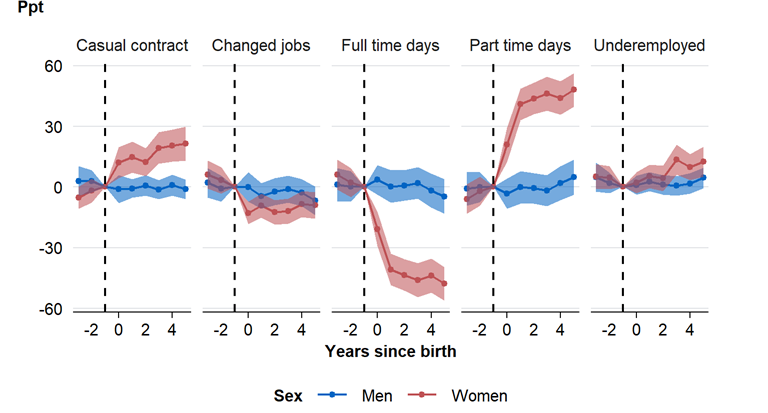 Ppt
Casual contract Changed jobs Full time days Part time days Underemployed
60
30
0
-30
-60
-2 0 2 4 -2 0 2 4 -2 0 2 4 -2 0 2 4 -2 0 2 4
Years since birth
Sex Men Women